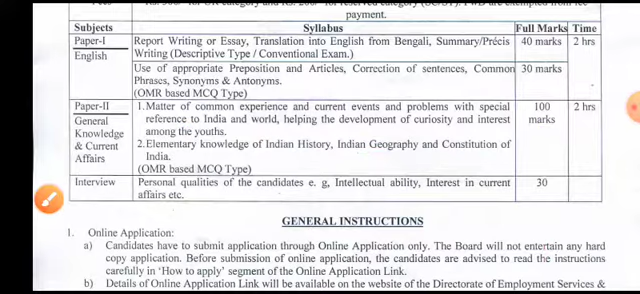 payment.
Subjects Syllabus Full Marks Time
Paper-I Report Writing or Essay, Translation into English from Bengali, Summary/Précis 40 marks 2 hrs
English Writing (Descriptive Type / Conventional Exam.)
Use of appropriate Preposition and Articles, Correction of sentences, Common 30 marks
Phrases, Synonyms & Antonyms.
(OMR based MCQ Type)
Paper-II 1.Matter of common experience and current events and problems with special 100 2 hrs
General reference to India and world, helping the development of curiosity and interest marks
Knowledge among the youths.
& Current 2.Elementary knowledge of Indian History, Indian Geography and Constitution of
Affairs India.
(OMR based MCQ Type)
Interview Personal qualities of the candidates e. g, Intellectual ability, Interest in current 30
affairs etc.
GENERAL INSTRUCTIONS
1. Online Application:
a) Candidates have to submit application through Online Application only. The Board will not entertain any hard
copy application. Before submission of online application, the candidates are advised to read the instructions
carefully in 'How to apply' segment of the Online Application Link.
b) Details of Online Application Link will be available on the website of the Directorate of Employment Services &